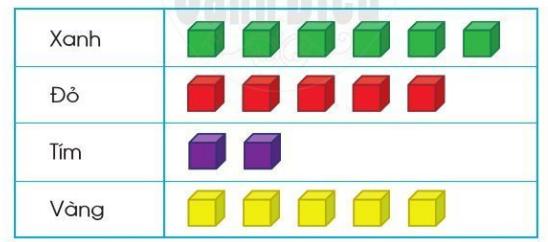 Xanh
Đỏ
Tím
Vàng